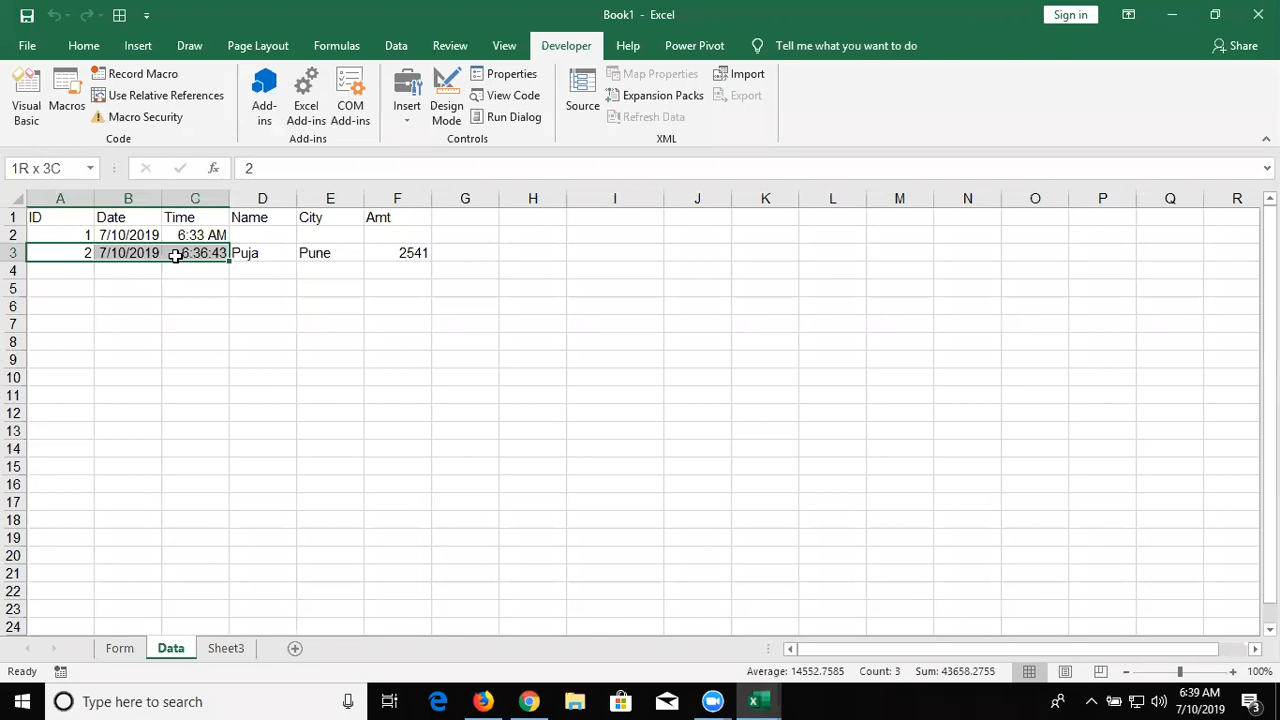 Book1 - Excel
Sign in
File Home Insert Draw Page Layout Formulas Data Review View Developer Help Power Pivot Tell me what you want to do Share
Visual Basic
Macros
Record Macro
Use Relative References
Macro Security
Code
Add-ins
Excel Add-ins
COM Add-ins
Add-ins
Insert
Design Mode
Properties
View Code
Run Dialog
Controls
Source
Map Properties
Expansion Packs
Refresh Data
Import
Export
XML
1R x 3C fx 2
A B C D E F G H I J K L M N O P Q R
1 ID Date Time Name City Amt
2 1 7/10/2019 6:33 AM
3 2 7/10/2019 6:36:43 Puja Pune 2541
4
5
6
7
8
9
10
11
12
13
14
15
16
17
18
19
20
21
22
23
24
Form Data Sheet3
Ready Average: 14552.7585 Count: 3 Sum: 43658.2755 100%
Type here to search
6:39 AM
7/10/2019
3